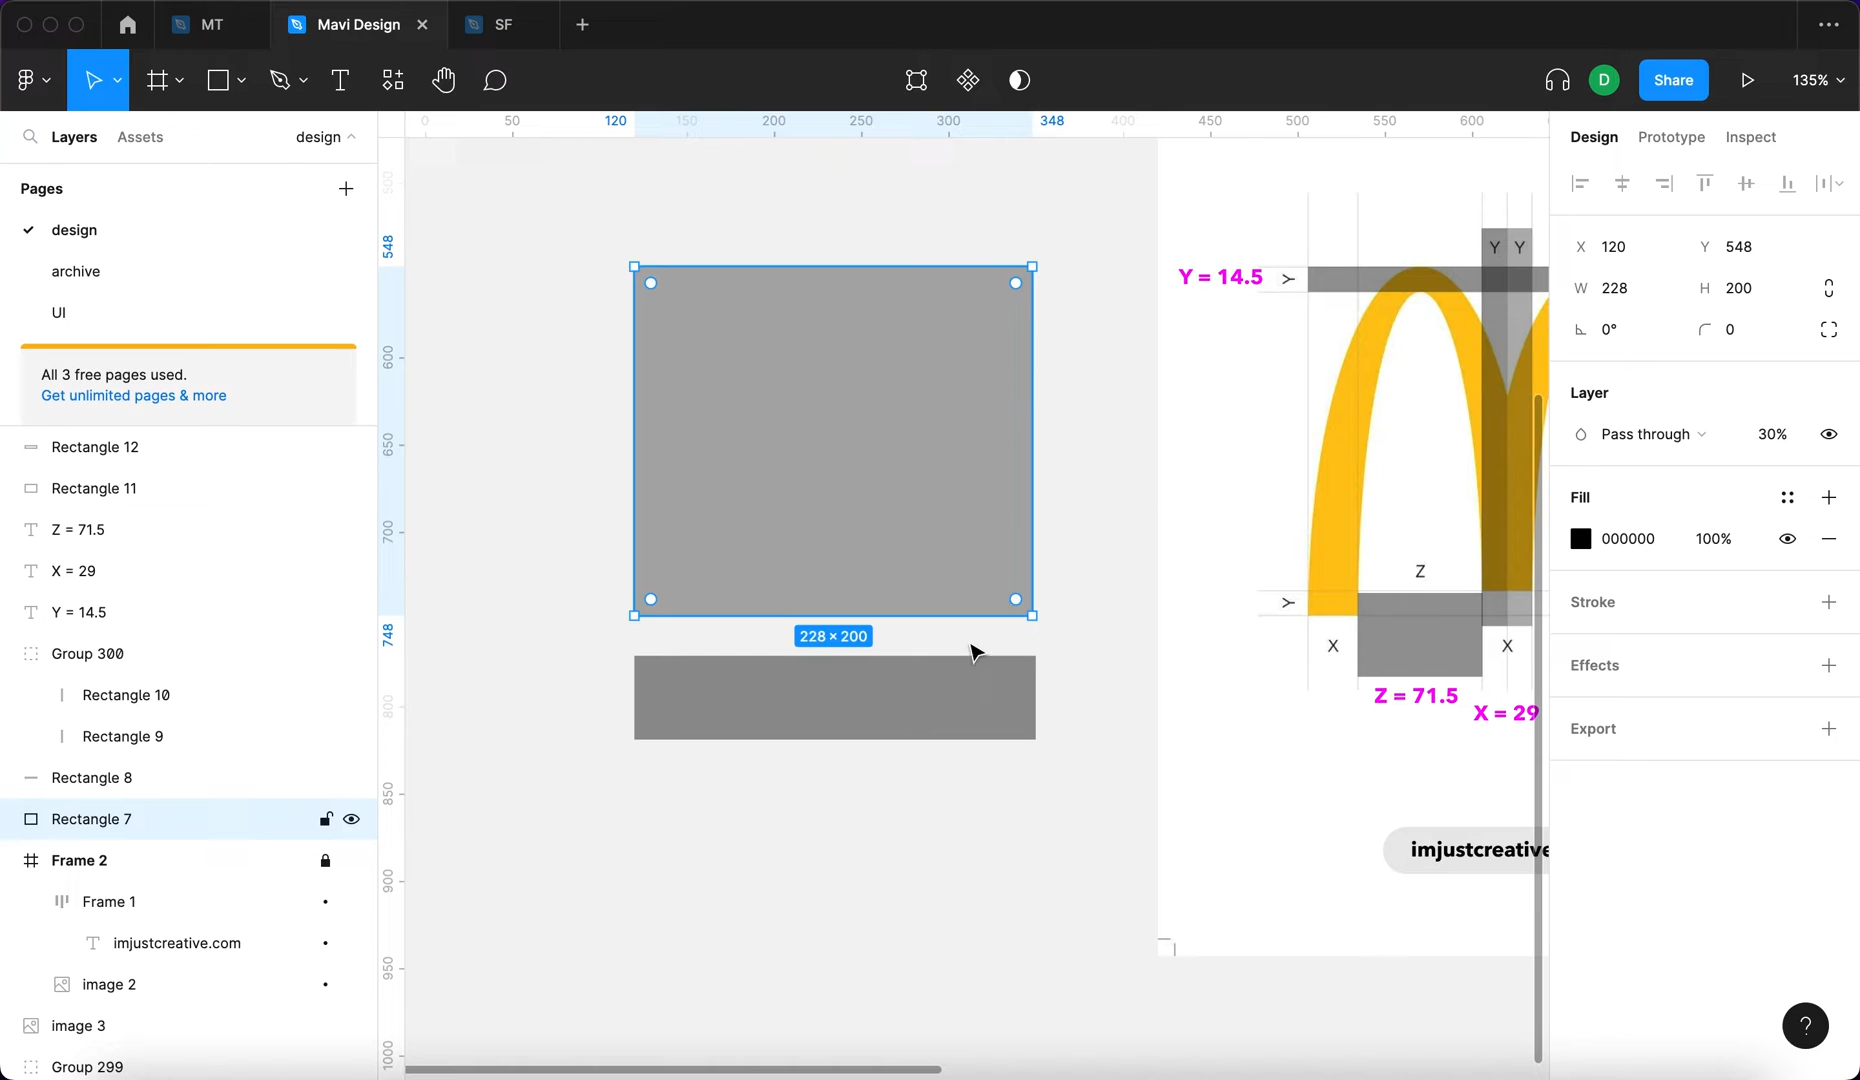 MT
Mavi Design
SF
D
Share
135%
Layers
Assets
design
0
50
120
150
200
250
300
348
400
450
500
550
600
Design
Prototype
Inspect
Pages
design
archive
UI
All 3 free pages used.
Get unlimited pages & more
Rectangle 12
Rectangle 11
Z = 71.5
X = 29
Y = 14.5
Group 300
Rectangle 10
Rectangle 9
Rectangle 8
Rectangle 7
Frame 2
Frame 1
imjustcreative.com
image 2
image 3
Group 299
500
548
600
650
700
748
800
850
900
950
1000
228 × 200
Y = 14.5
Y
Y
Y
Z
Y
X
X
Z = 71.5
X = 29
imjustcreative
X 120
Y 548
W 228
H 200
0°
0
Layer
Pass through
30%
Fill
000000
100%
Stroke
Effects
Export
?